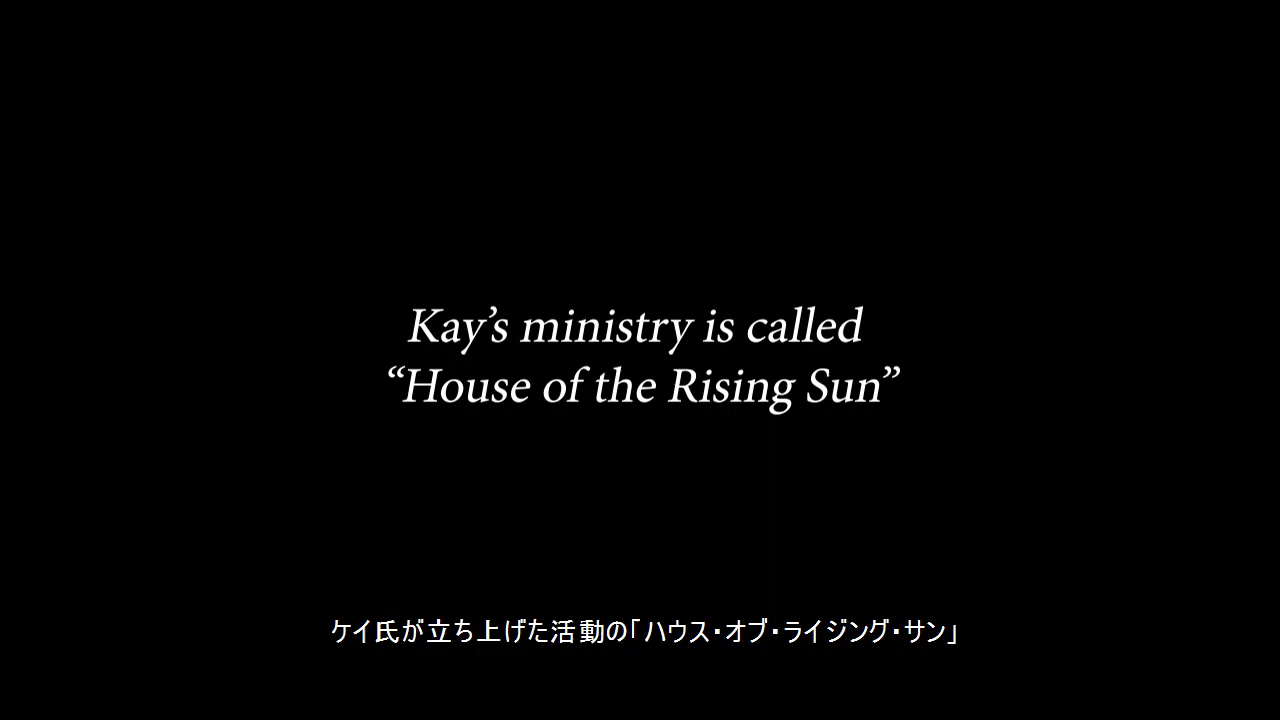 Kay’s ministry is called
“House of the Rising Sun”
ケイ氏が立ち上げた活動の｢ハウス・オブ・ライジング・サン｣